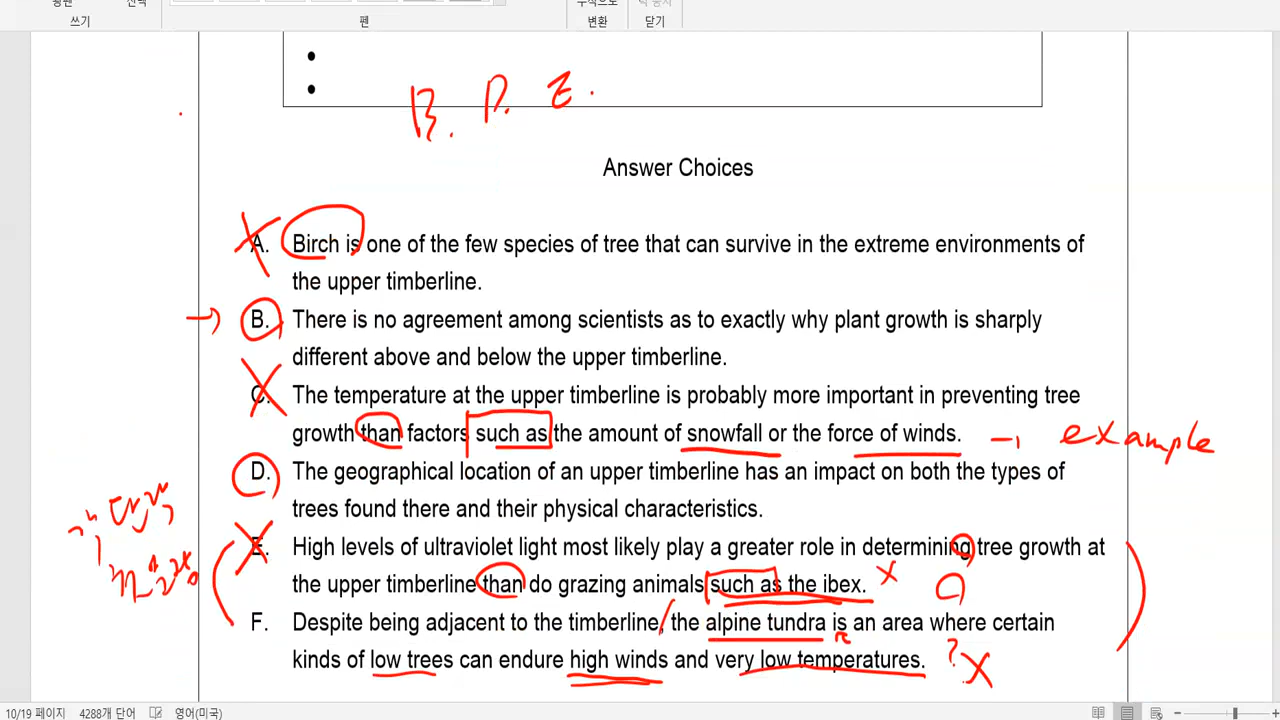 쓰기
펜
변환
닫기
B. D. E.
Answer Choices
A. Birch is one of the few species of tree that can survive in the extreme environments of
the upper timberline.
B. There is no agreement among scientists as to exactly why plant growth is sharply
different above and below the upper timberline.
C. The temperature at the upper timberline is probably more important in preventing tree
growth than factors such as the amount of snowfall or the force of winds.
example
D. The geographical location of an upper timberline has an impact on both the types of
trees found there and their physical characteristics.
E. High levels of ultraviolet light most likely play a greater role in determining tree growth at
the upper timberline than do grazing animals such as the ibex.
F. Despite being adjacent to the timberline, the alpine tundra is an area where certain
kinds of low trees can endure high winds and very low temperatures.
?
10/19 페이지
4288개 단어
영어(미국)